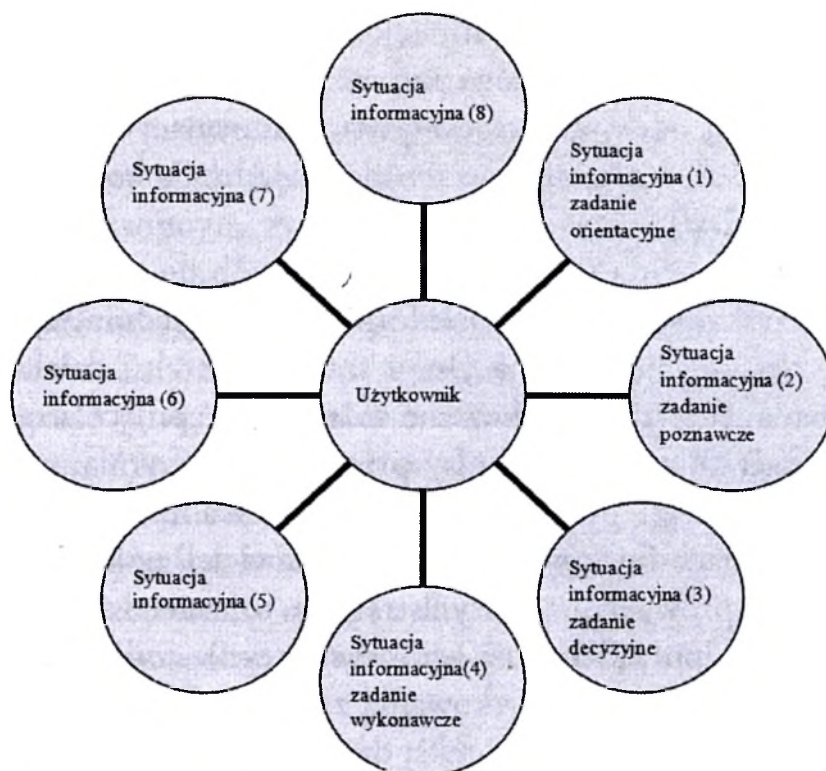 Sytuacja
informacyjna (8)
Sytuacja
informacyjna (7)
Sytuacja
informacyjna (1)
zadanie
orientacyjne
Sytuacja
informacyjna (6)
Użytkownik
Sytuacja
informacyjna (2)
zadanie
poznawcze
Sytuacja
informacyjna (5)
Sytuacja
informacyjna (3)
zadanie
decyzyjne
Sytuacja
informacyjna(4)
zadanie
wykonawcze